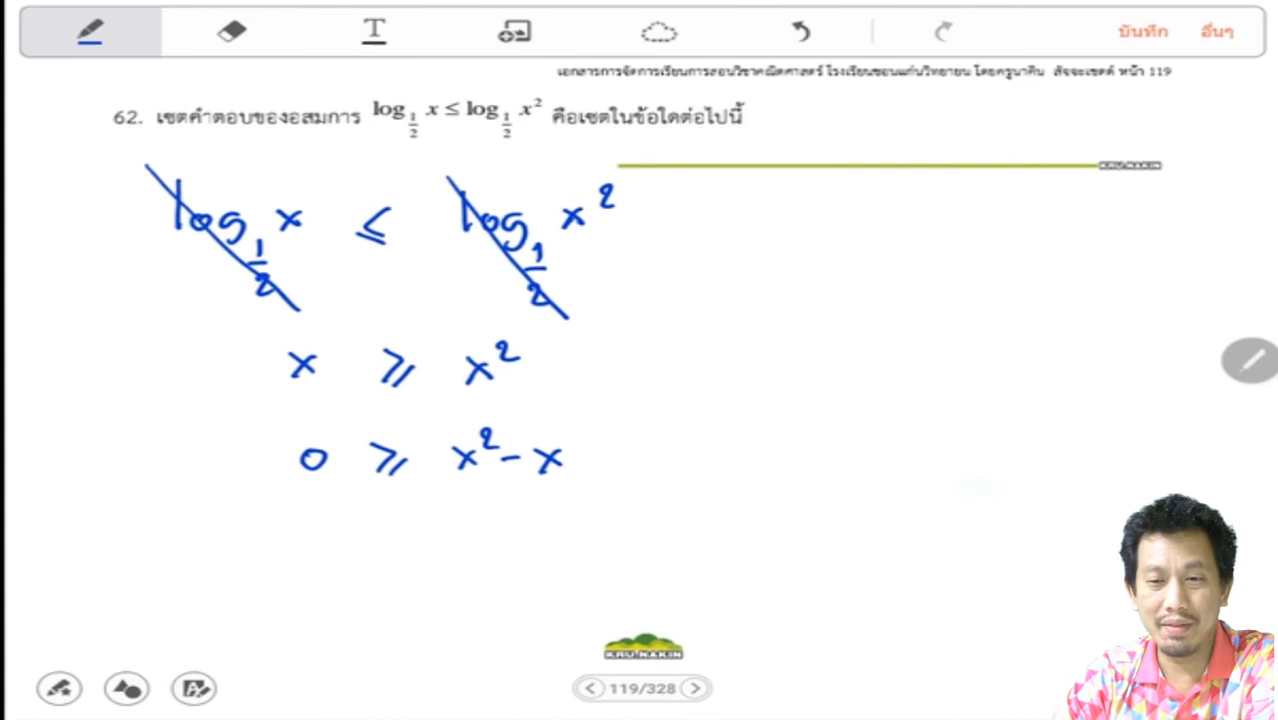 T บันทึก อื่นๆ
เอกสารการจัดการเรียนการสอนวิชาคณิตศาสตร์ โรงเรียนขอนแก่นวิทยายน โดยครูนาคิน สัจจะเขตต์ หน้า 119
62. เซตคำตอบของอสมการ log_{1/2} x ≤ log_{1/2} x² คือเซตในข้อใดต่อไปนี้
KRU NAKIN
log_{1/2} x ≤ log_{1/2} x²
x ≥ x²
0 ≥ x² - x
KRU NAKIN
119/328